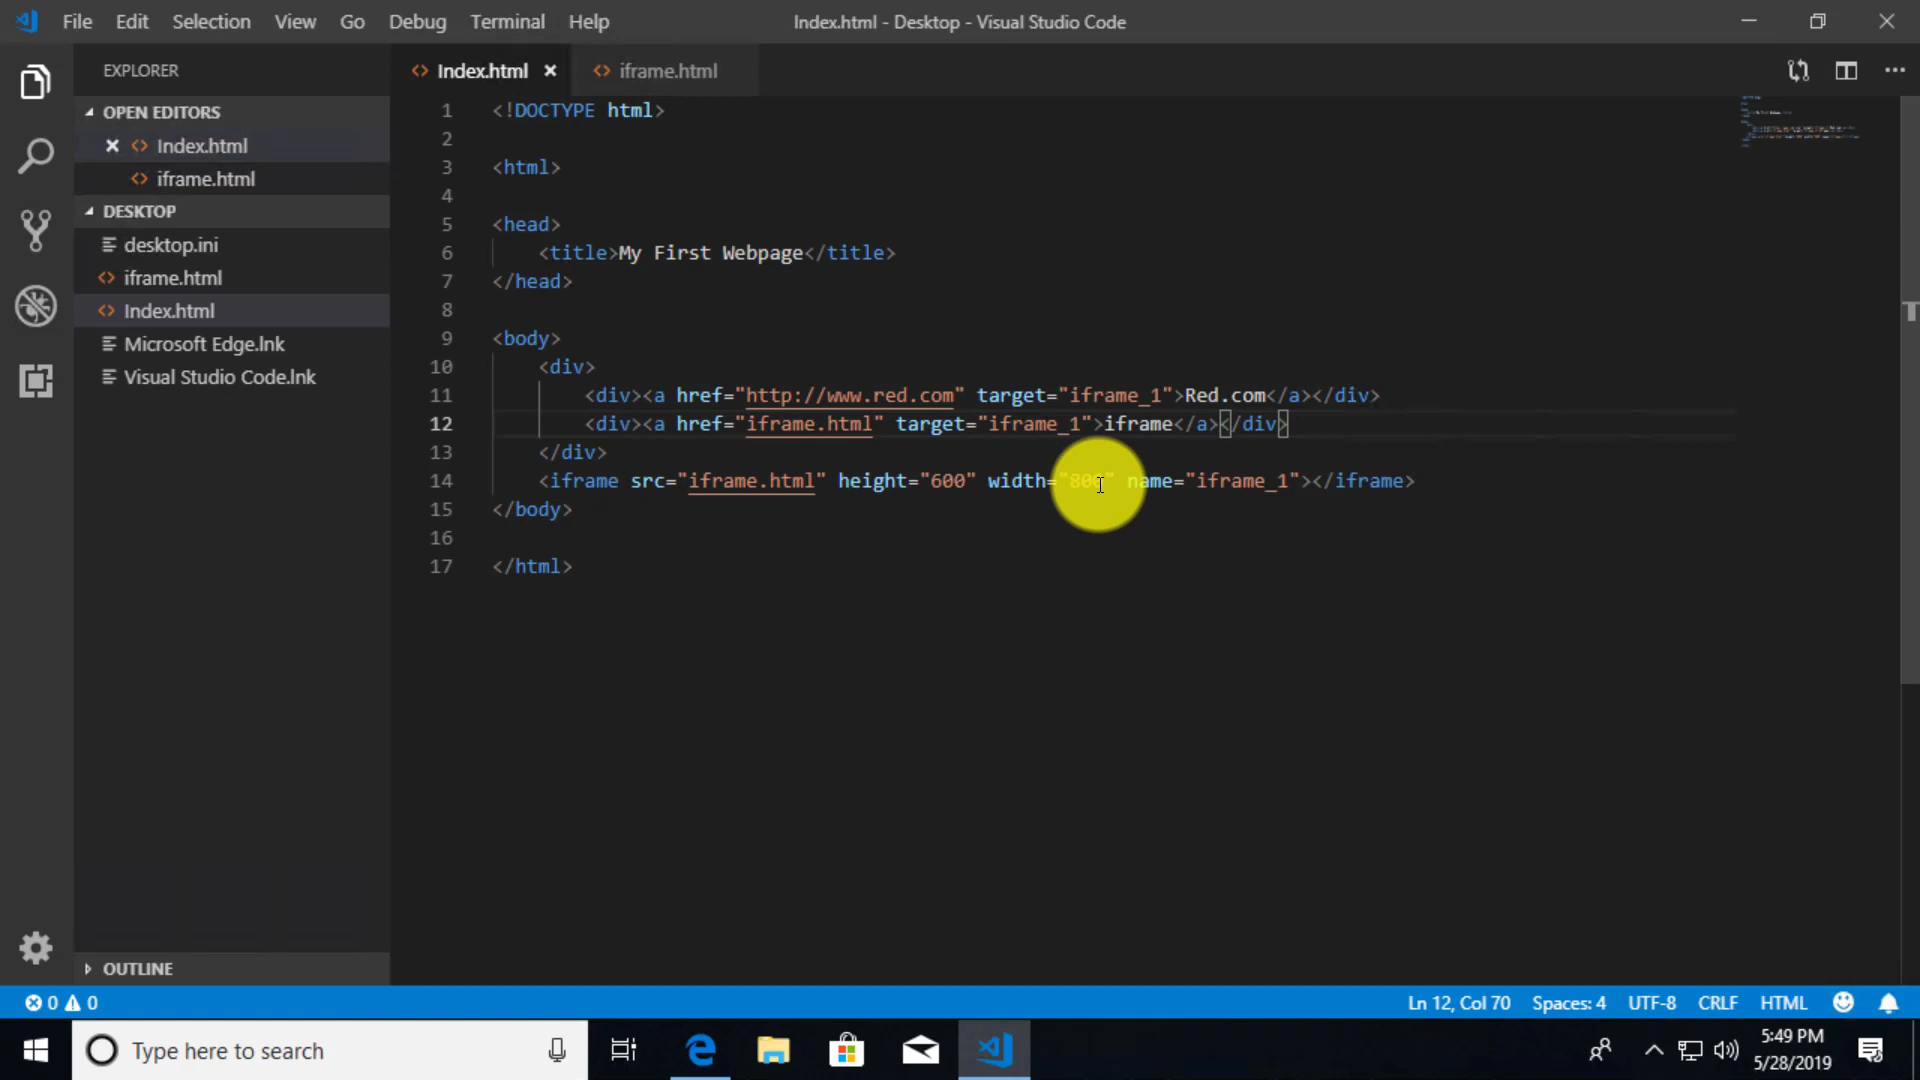 File Edit Selection View Go Debug Terminal Help
Index.html - Desktop - Visual Studio Code
EXPLORER
OPEN EDITORS
Index.html
iframe.html
DESKTOP
desktop.ini
iframe.html
Index.html
Microsoft Edge.lnk
Visual Studio Code.lnk
OUTLINE
Index.html iframe.html
1 <!DOCTYPE html>
2
3 <html>
4
5 <head>
6 <title>My First Webpage</title>
7 </head>
8
9 <body>
10 <div>
11 <div><a href="http://www.red.com" target="iframe_1">Red.com</a></div>
12 <div><a href="iframe.html" target="iframe_1">iframe</a></div>
13 </div>
14 <iframe src="iframe.html" height="600" width="800" name="iframe_1"></iframe>
15 </body>
16
17 </html>
0 0
Ln 12, Col 70 Spaces: 4 UTF-8 CRLF HTML
Type here to search
5:49 PM
5/28/2019